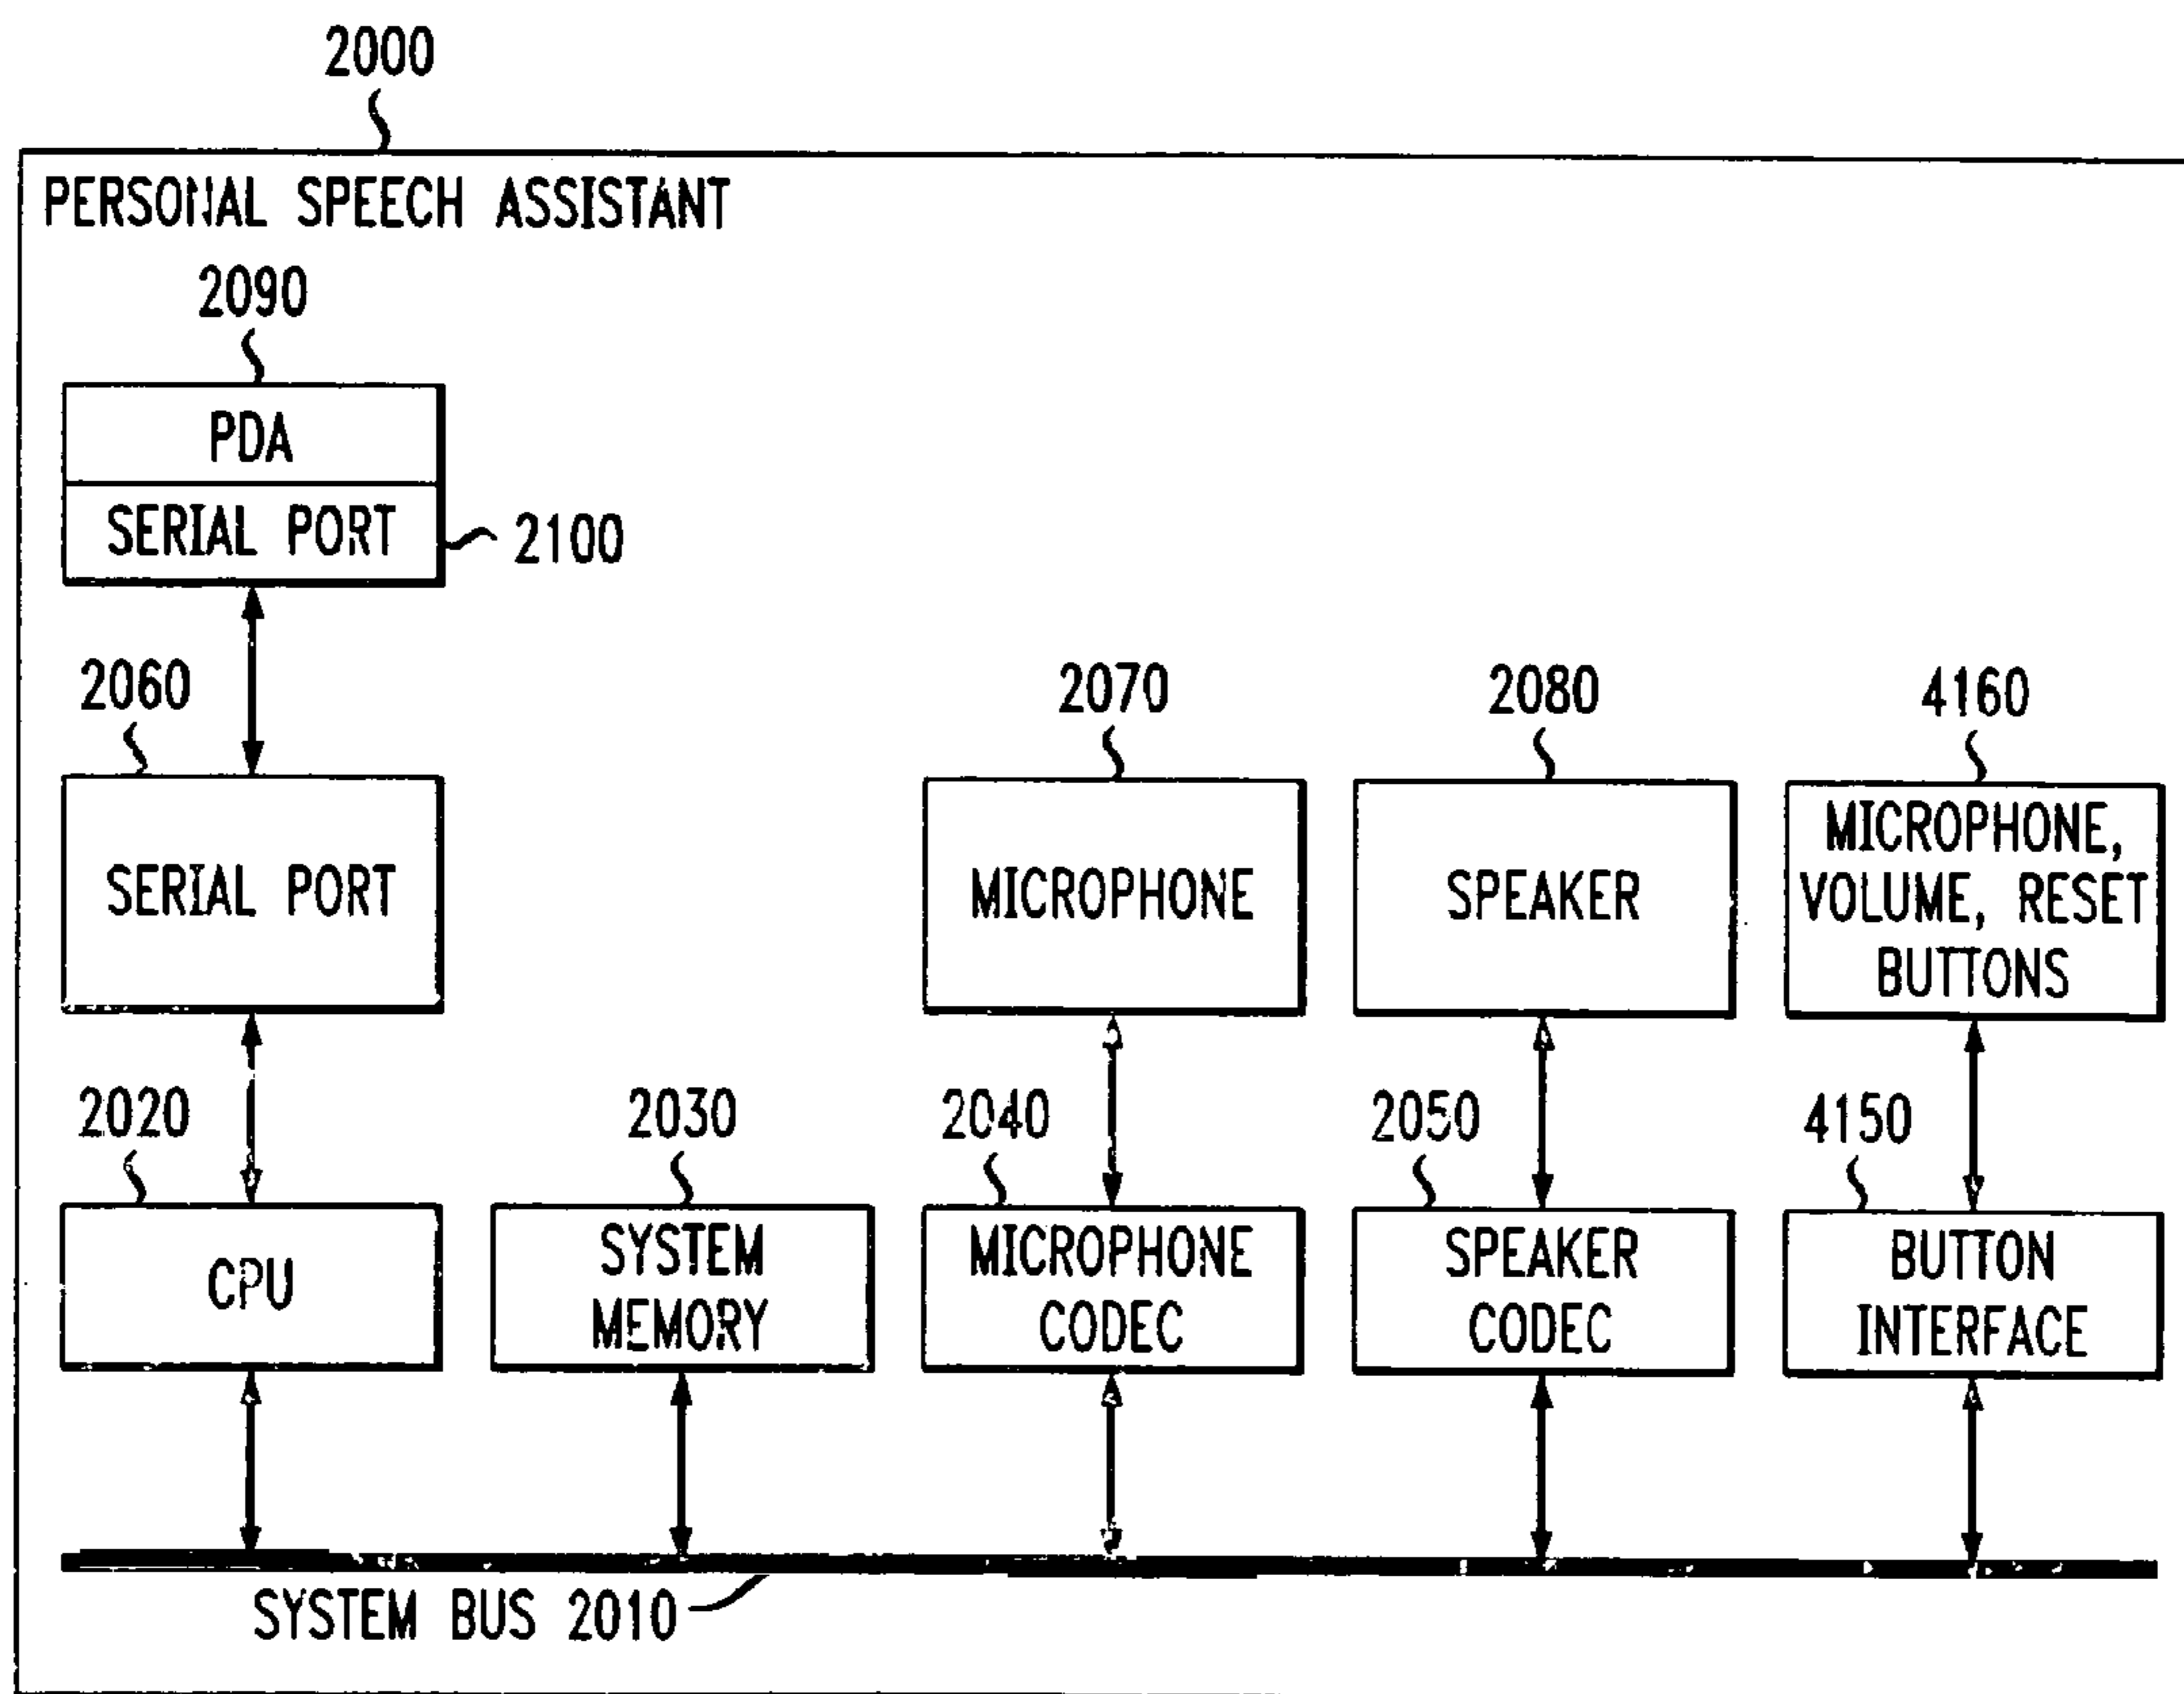 2000
PERSONAL SPEECH ASSISTANT
2090
PDA
SERIAL PORT
2100
2060
2070
2080
4160
SERIAL PORT
MICROPHONE
SPEAKER
MICROPHONE,
VOLUME, RESET
BUTTONS
2020
2030
2040
2050
4150
CPU
SYSTEM
MEMORY
MICROPHONE
CODEC
SPEAKER
CODEC
BUTTON
INTERFACE
SYSTEM BUS 2010